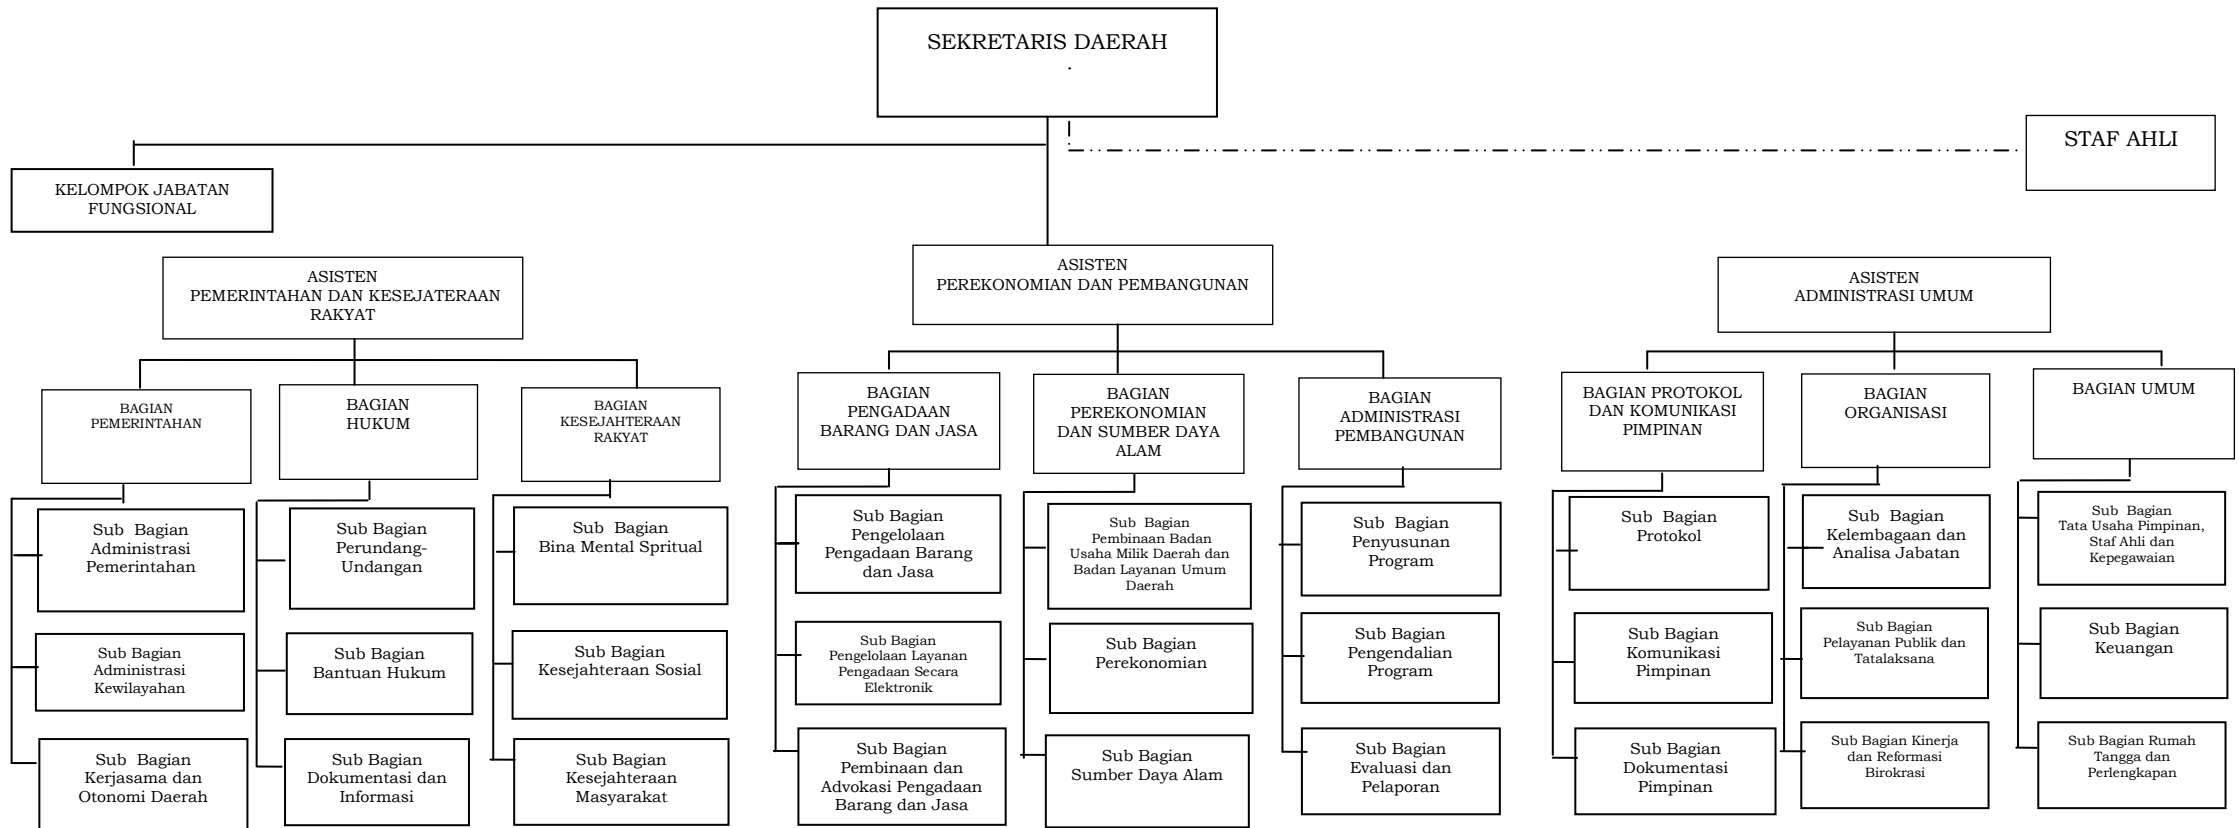 SEKRETARIS DAERAH
.
STAF AHLI
KELOMPOK JABATAN
FUNGSIONAL
ASISTEN
PEMERINTAHAN DAN KESEJATERAAN
RAKYAT
ASISTEN
PEREKONOMIAN DAN PEMBANGUNAN
ASISTEN
ADMINISTRASI UMUM
BAGIAN
PEMERINTAHAN
BAGIAN
HUKUM
BAGIAN
KESEJAHTERAAN
RAKYAT
BAGIAN
PENGADAAN
BARANG DAN JASA
BAGIAN
PEREKONOMIAN
DAN SUMBER DAYA
ALAM
BAGIAN
ADMINISTRASI
PEMBANGUNAN
BAGIAN PROTOKOL
DAN KOMUNIKASI
PIMPINAN
BAGIAN
ORGANISASI
BAGIAN UMUM
Sub Bagian
Administrasi
Pemerintahan
Sub Bagian
Perundang-
Undangan
Sub Bagian
Bina Mental Spritual
Sub Bagian
Pengelolaan
Pengadaan Barang
dan Jasa
Sub Bagian
Pembinaan Badan
Usaha Milik Daerah dan
Badan Layanan Umum
Daerah
Sub Bagian
Penyusunan
Program
Sub Bagian
Protokol
Sub Bagian
Kelembagaan dan
Analisa Jabatan
Sub Bagian
Tata Usaha Pimpinan,
Staf Ahli dan
Kepegawaian
Sub Bagian
Administrasi
Kewilayahan
Sub Bagian
Bantuan Hukum
Sub Bagian
Kesejahteraan Sosial
Sub Bagian
Pengelolaan Layanan
Pengadaan Secara
Elektronik
Sub Bagian
Perekonomian
Sub Bagian
Pengendalian
Program
Sub Bagian
Komunikasi
Pimpinan
Sub Bagian
Pelayanan Publik dan
Tatalaksana
Sub Bagian
Keuangan
Sub Bagian
Kerjasama dan
Otonomi Daerah
Sub Bagian
Dokumentasi dan
Informasi
Sub Bagian
Kesejahteraan
Masyarakat
Sub Bagian
Pembinaan dan
Advokasi Pengadaan
Barang dan Jasa
Sub Bagian
Sumber Daya Alam
Sub Bagian
Evaluasi dan
Pelaporan
Sub Bagian
Dokumentasi
Pimpinan
Sub Bagian Kinerja
dan Reformasi
Birokrasi
Sub Bagian Rumah
Tangga dan
Perlengkapan